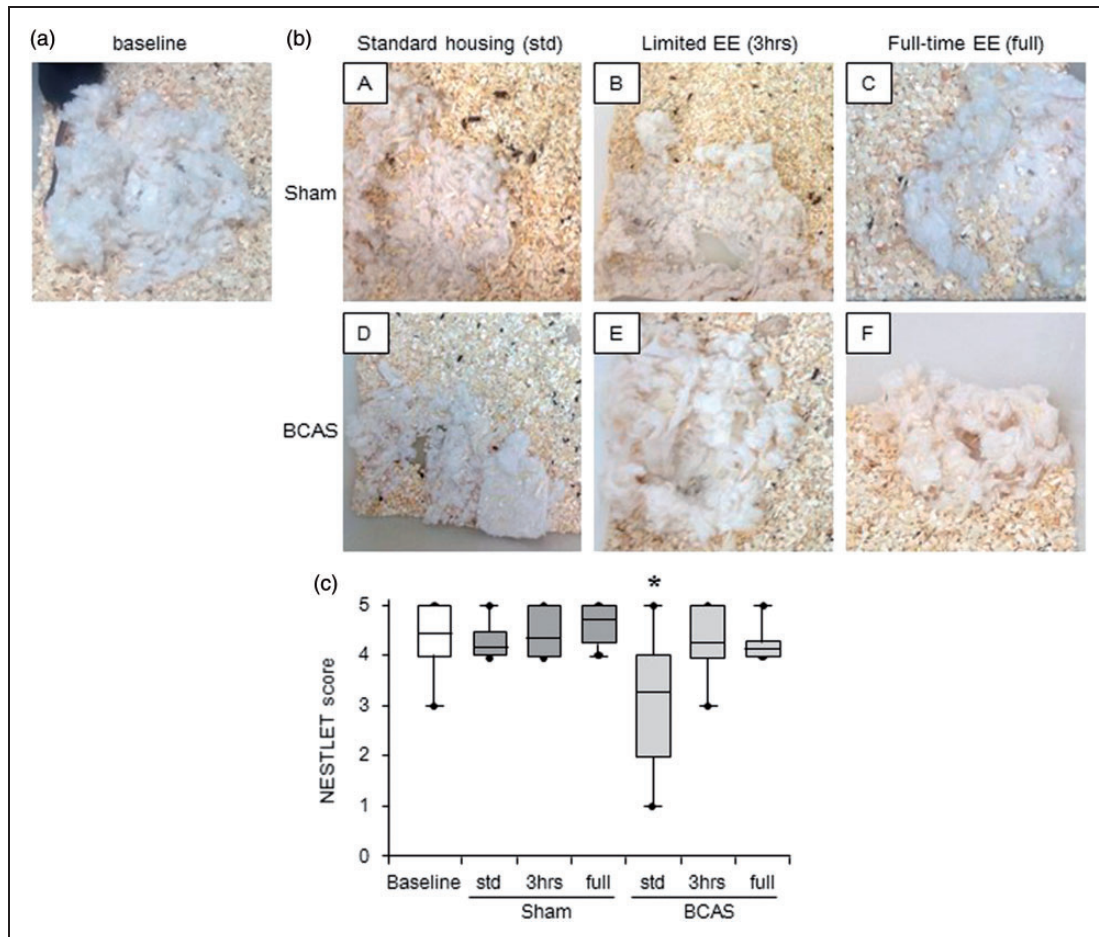 (a)
baseline
(b)
Standard housing (std)
Limited EE (3hrs)
Full-time EE (full)
Sham
A
B
C
BCAS
D
E
F
(c)
*
NESTLET score
5
4
3
2
1
0
Baseline std 3hrs full std 3hrs full
Sham BCAS